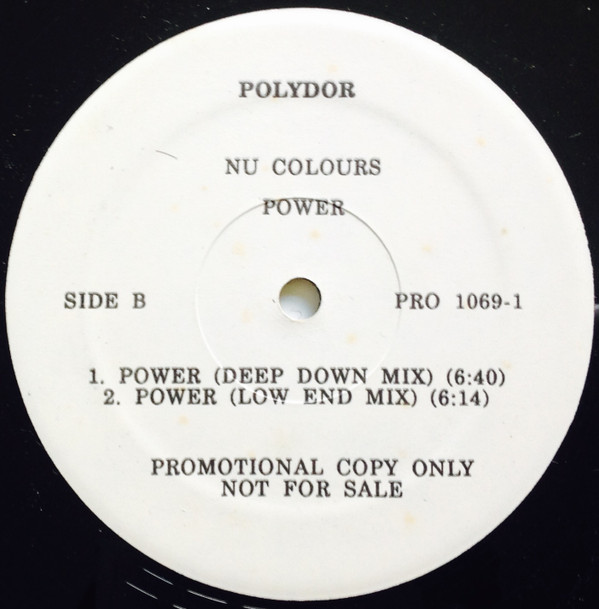 POLYDOR
NU COLOURS
POWER
SIDE B
PRO 1069-1
1. POWER (DEEP DOWN MIX) (6:40)
2. POWER (LOW END MIX) (6:14)
PROMOTIONAL COPY ONLY
NOT FOR SALE